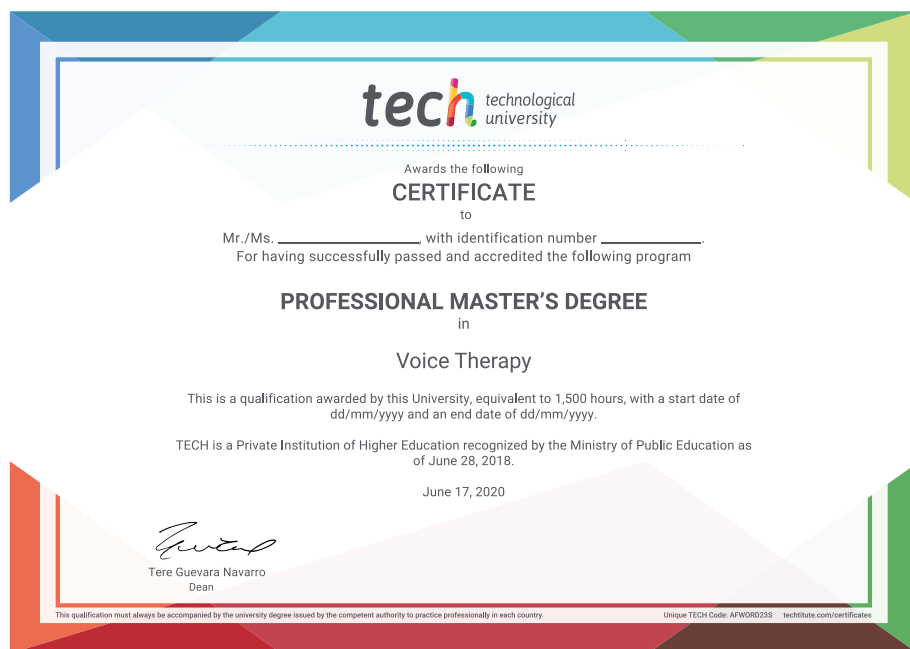 tech technological
university
Awards the following
CERTIFICATE
to
Mr./Ms. ________________, with identification number ____________.
For having successfully passed and accredited the following program
PROFESSIONAL MASTER'S DEGREE
in
Voice Therapy
This is a qualification awarded by this University, equivalent to 1,500 hours, with a start date of
dd/mm/yyyy and an end date of dd/mm/yyyy.
TECH is a Private Institution of Higher Education recognized by the Ministry of Public Education as
of June 28, 2018.
June 17, 2020
Tere Guevara Navarro
Dean
This qualification must always be accompanied by the university degree issued by the competent authority to practice professionally in each country. Unique TECH Code: AFWORD23S techtitute.com/certificates